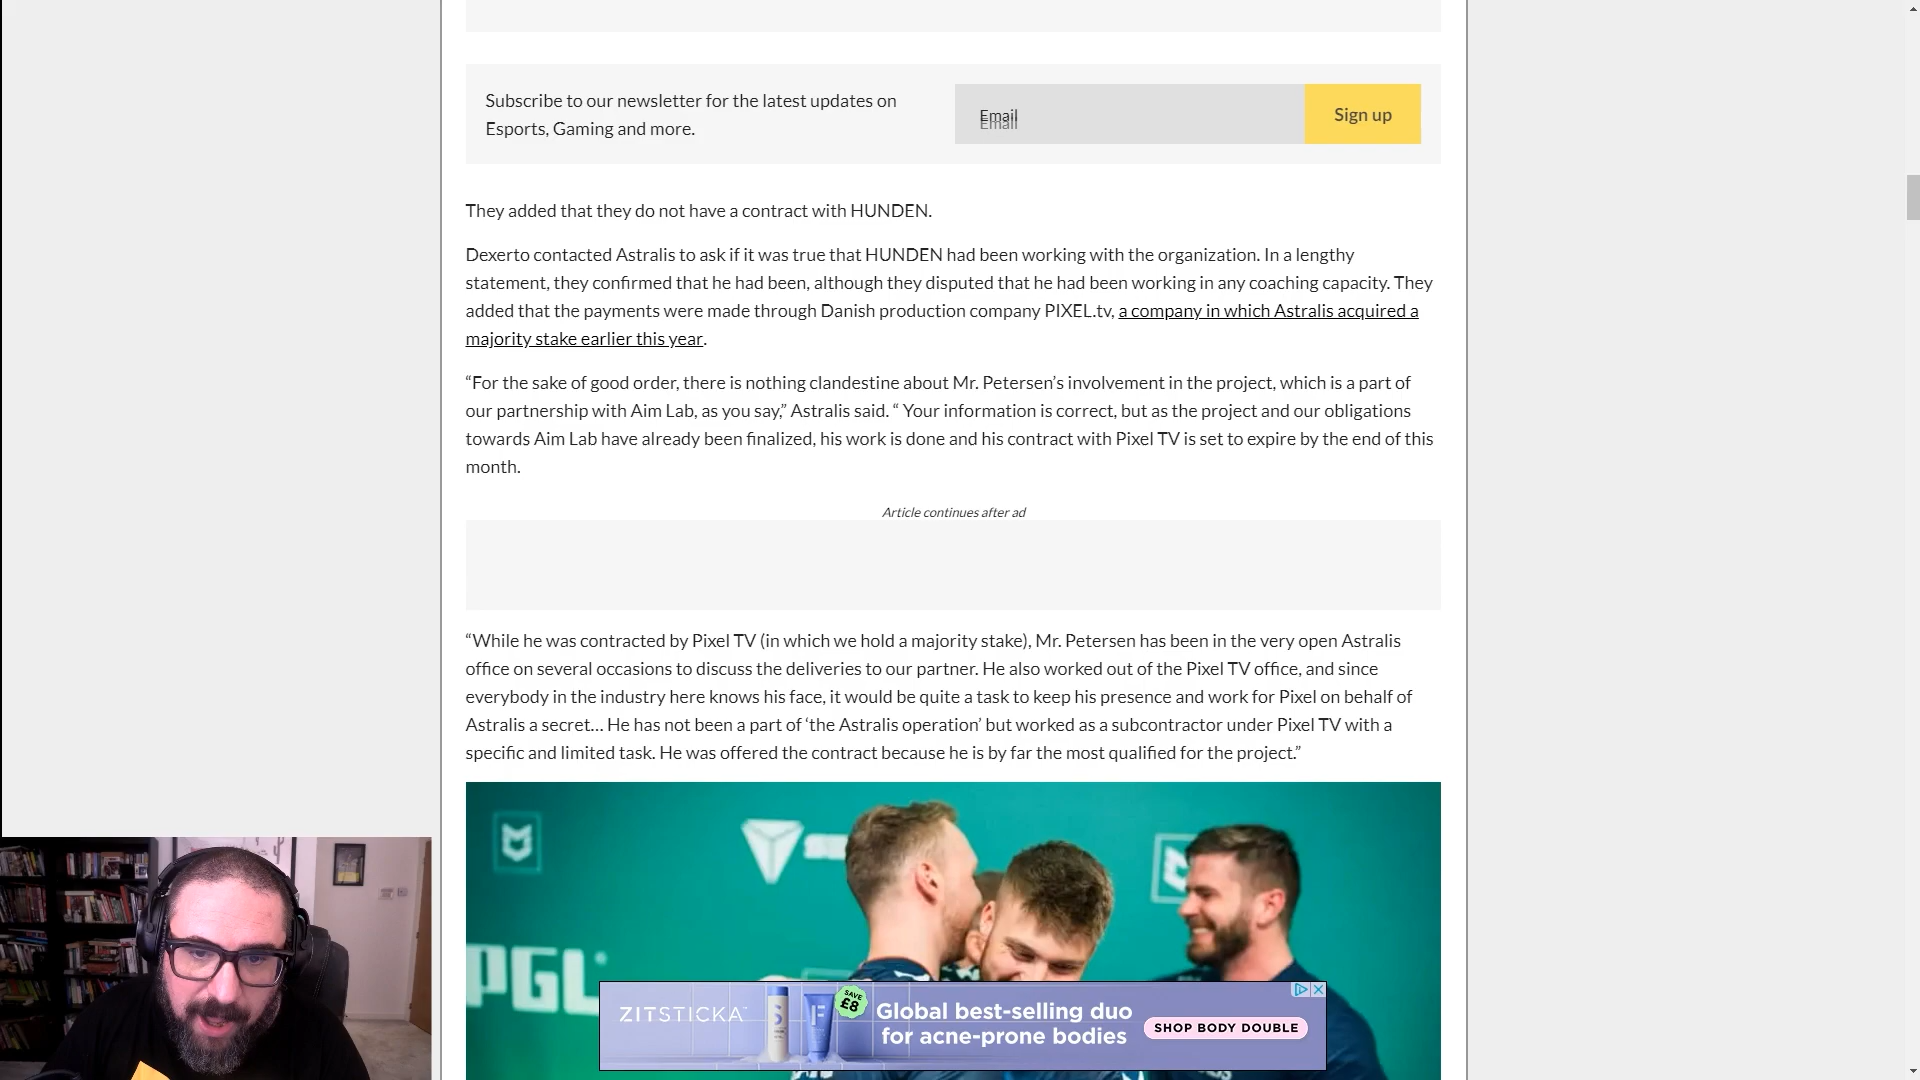 Subscribe to our newsletter for the latest updates on
Esports, Gaming and more.
Email
Email
Sign up
They added that they do not have a contract with HUNDEN.
Dexerto contacted Astralis to ask if it was true that HUNDEN had been working with the organization. In a lengthy
statement, they confirmed that he had been, although they disputed that he had been working in any coaching capacity. They
added that the payments were made through Danish production company PIXEL.tv, a company in which Astralis acquired a
majority stake earlier this year.
“For the sake of good order, there is nothing clandestine about Mr. Petersen’s involvement in the project, which is a part of
our partnership with Aim Lab, as you say,” Astralis said. “ Your information is correct, but as the project and our obligations
towards Aim Lab have already been finalized, his work is done and his contract with Pixel TV is set to expire by the end of this
month.
Article continues after ad
“While he was contracted by Pixel TV (in which we hold a majority stake), Mr. Petersen has been in the very open Astralis
office on several occasions to discuss the deliveries to our partner. He also worked out of the Pixel TV office, and since
everybody in the industry here knows his face, it would be quite a task to keep his presence and work for Pixel on behalf of
Astralis a secret… He has not been a part of ‘the Astralis operation’ but worked as a subcontractor under Pixel TV with a
specific and limited task. He was offered the contract because he is by far the most qualified for the project.”
PGL
ZITSTICKA
SAVE
£8
Global best-selling duo
for acne-prone bodies
SHOP BODY DOUBLE